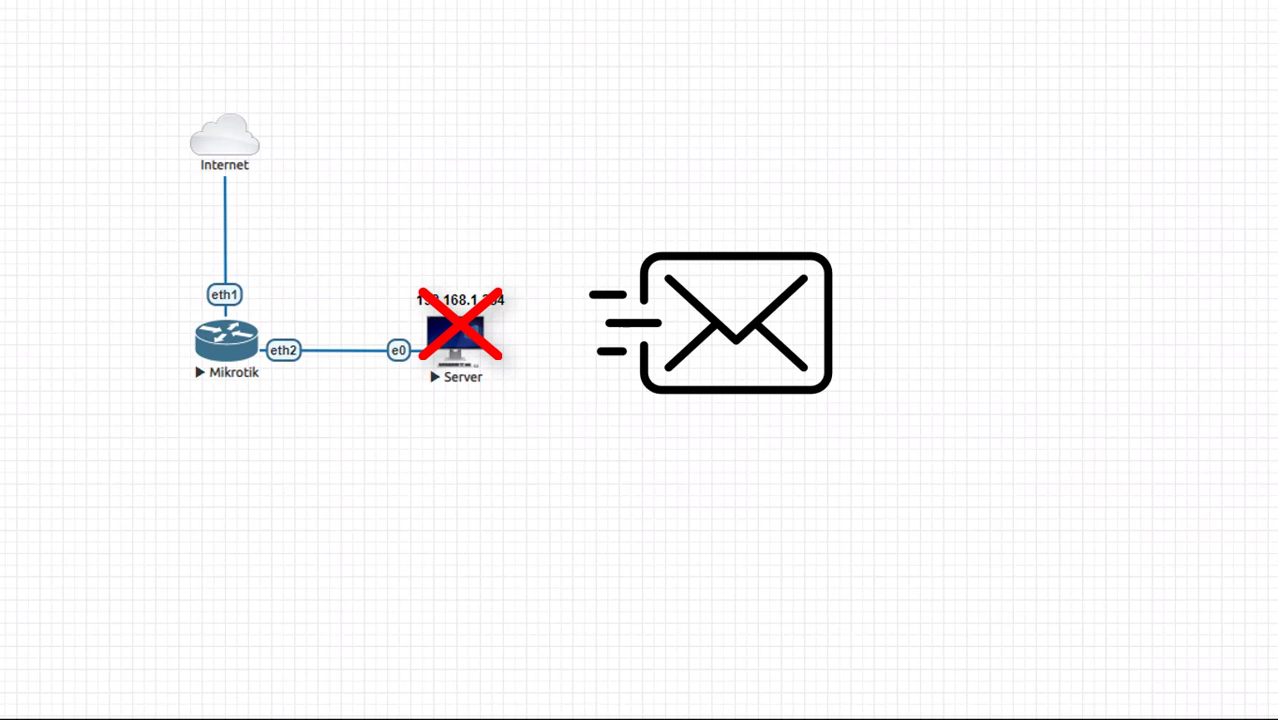 Internet
eth1
eth2
e0
Mikrotik
Server